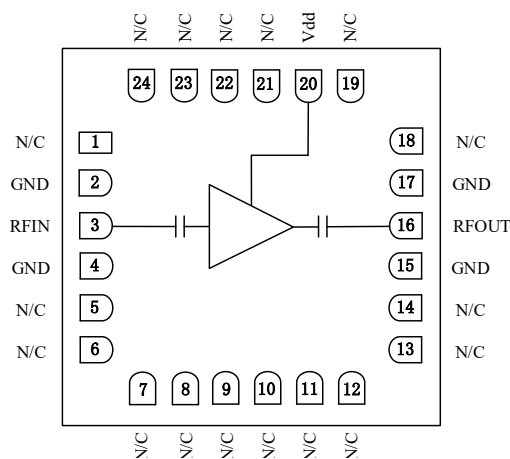 N/C N/C N/C N/C Vdd N/C
24 23 22 21 20 19
N/C 1 18 N/C
GND 2 17 GND
RFIN 3 16 RFOUT
GND 4 15 GND
N/C 5 14 N/C
N/C 6 13 N/C
7 8 9 10 11 12
N/C N/C N/C N/C N/C N/C